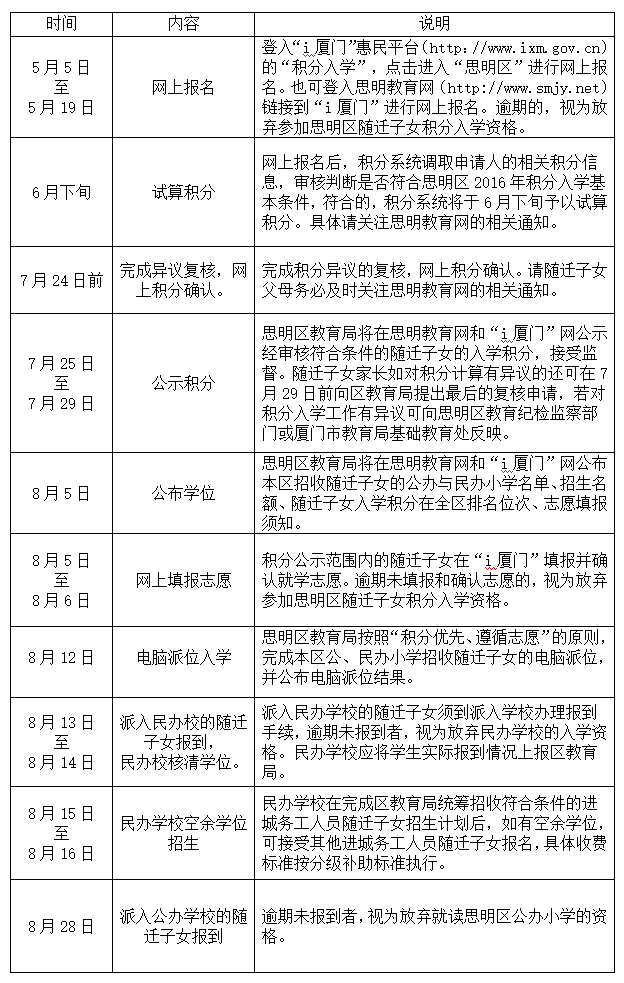 时间 内容 说明
5月5日
至
5月19日
网上报名
登入“i厦门”惠民平台(http：//www.ixm.gov.cn)
的“积分入学”，点击进入“思明区”进行网上报
名。也可登入思明教育网（http://www.smjy.net)
链接到“i厦门”进行网上报名。逾期的，视为放
弃参加思明区随迁子女积分入学资格。
6月下旬
试算积分
网上报名后，积分系统调取申请人的相关积分信
息，审核判断是否符合思明区2016年积分入学基
本条件，符合的，积分系统将于6月下旬予以试算
积分。具体请关注思明教育网的相关通知。
7月24日前
完成异议复核，网
上积分确认。
完成积分异议的复核，网上积分确认。请随迁子女
父母务必及时关注思明教育网的相关通知。
7月25日
至
7月29日
公示积分
思明区教育局将在思明教育网和“i厦门”网公示
经审核符合条件的随迁子女的入学积分，接受监
督。随迁子女家长如对积分计算有异议的还可在7
月29日前向区教育局提出最后的复核申请，若对
积分入学工作有异议可向思明区教育纪检监察部
门或厦门市教育局基础教育处反映。
8月5日
公布学位
思明区教育局将在思明教育网和“i厦门”网公布
本区招收随迁子女的公办与民办小学名单、招生名
额、随迁子女入学积分在全区排名位次、志愿填报
须知。
8月5日
至
8月6日
网上填报志愿
积分公示范围内的随迁子女在“i厦门”填报并确
认就学志愿。逾期未填报和确认志愿的，视为放弃
参加思明区随迁子女积分入学资格。
8月12日
电脑派位入学
思明区教育局按照“积分优先、遵循志愿”的原则，
完成本区公、民办小学招收随迁子女的电脑派位，
并公布电脑派位结果。
8月13日
至
8月14日
派入民办校的随迁
子女报到，
民办校核清学位。
派入民办学校的随迁子女须到派入学校办理报到
手续，逾期未报到者，视为放弃民办学校的入学资
格。民办学校应将学生实际报到情况上报区教育
局。
8月15日
至
8月16日
民办学校空余学位
招生
民办学校在完成区教育局统筹招收符合条件的进
城务工人员随迁子女招生计划后，如有空余学位，
可接受其他进城务工人员随迁子女报名，具体收费
标准按分级补助标准执行。
8月28日
派入公办学校的随
迁子女报到
逾期未报到者，视为放弃就读思明区公办小学的资
格。